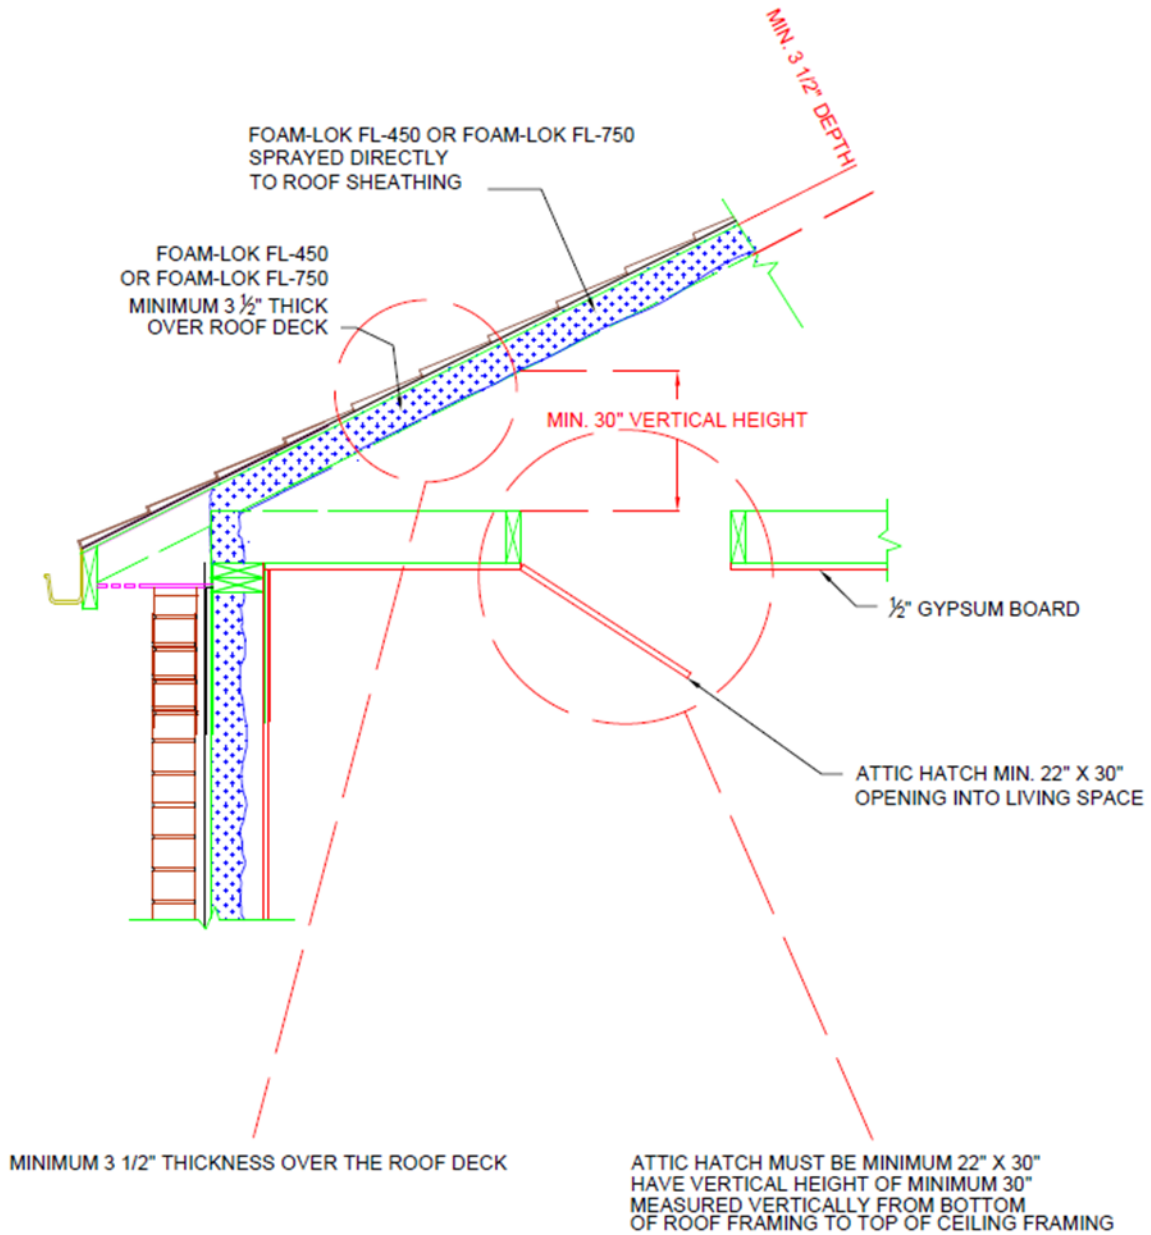 MIN. 3 1/2" DEPTH
FOAM-LOK FL-450 OR FOAM-LOK FL-750
SPRAYED DIRECTLY
TO ROOF SHEATHING
FOAM-LOK FL-450
OR FOAM-LOK FL-750
MINIMUM 3 ½" THICK
OVER ROOF DECK
MIN. 30" VERTICAL HEIGHT
½" GYPSUM BOARD
ATTIC HATCH MIN. 22" X 30"
OPENING INTO LIVING SPACE
MINIMUM 3 1/2" THICKNESS OVER THE ROOF DECK
ATTIC HATCH MUST BE MINIMUM 22" X 30"
HAVE VERTICAL HEIGHT OF MINIMUM 30"
MEASURED VERTICALLY FROM BOTTOM
OF ROOF FRAMING TO TOP OF CEILING FRAMING